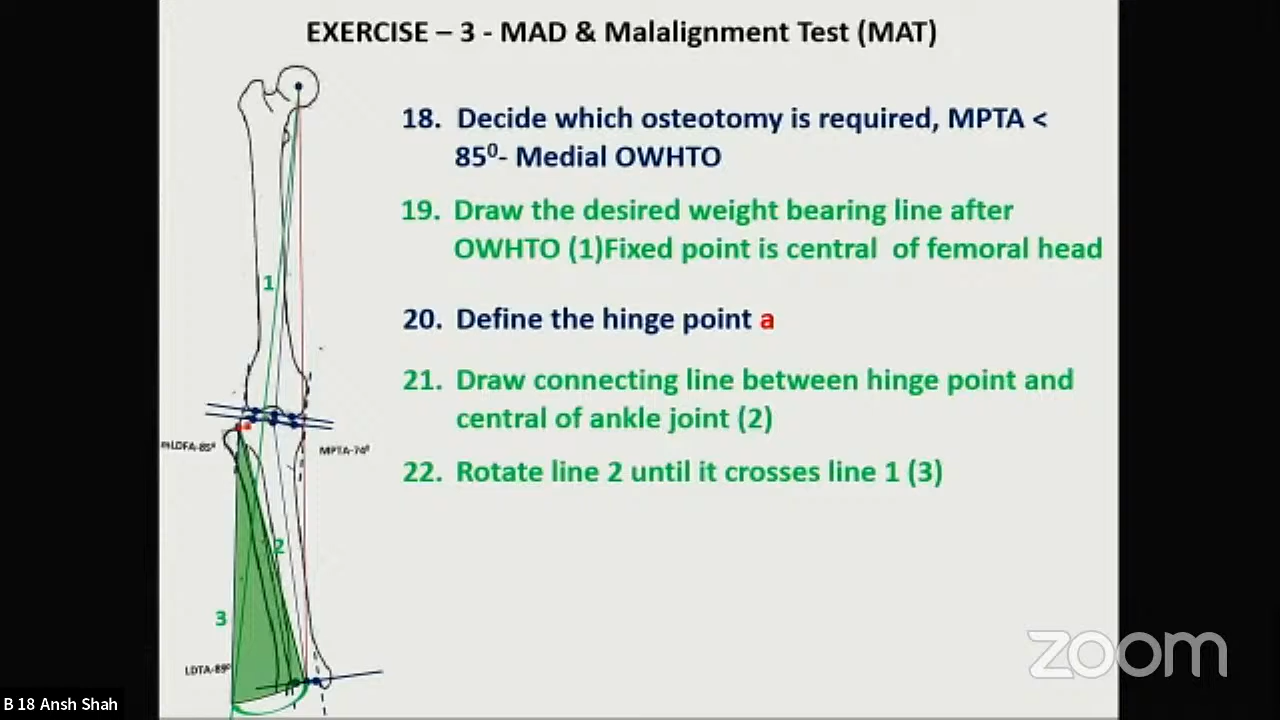 EXERCISE – 3 - MAD & Malalignment Test (MAT)
18. Decide which osteotomy is required, MPTA <
85⁰- Medial OWHTO
19. Draw the desired weight bearing line after
OWHTO (1)Fixed point is central of femoral head
1
20. Define the hinge point a
21. Draw connecting line between hinge point and
central of ankle joint (2)
mLDFA-85⁰
MPTA-74⁰
22. Rotate line 2 until it crosses line 1 (3)
2
3
LDTA-89⁰
zoom
B 18 Ansh Shah